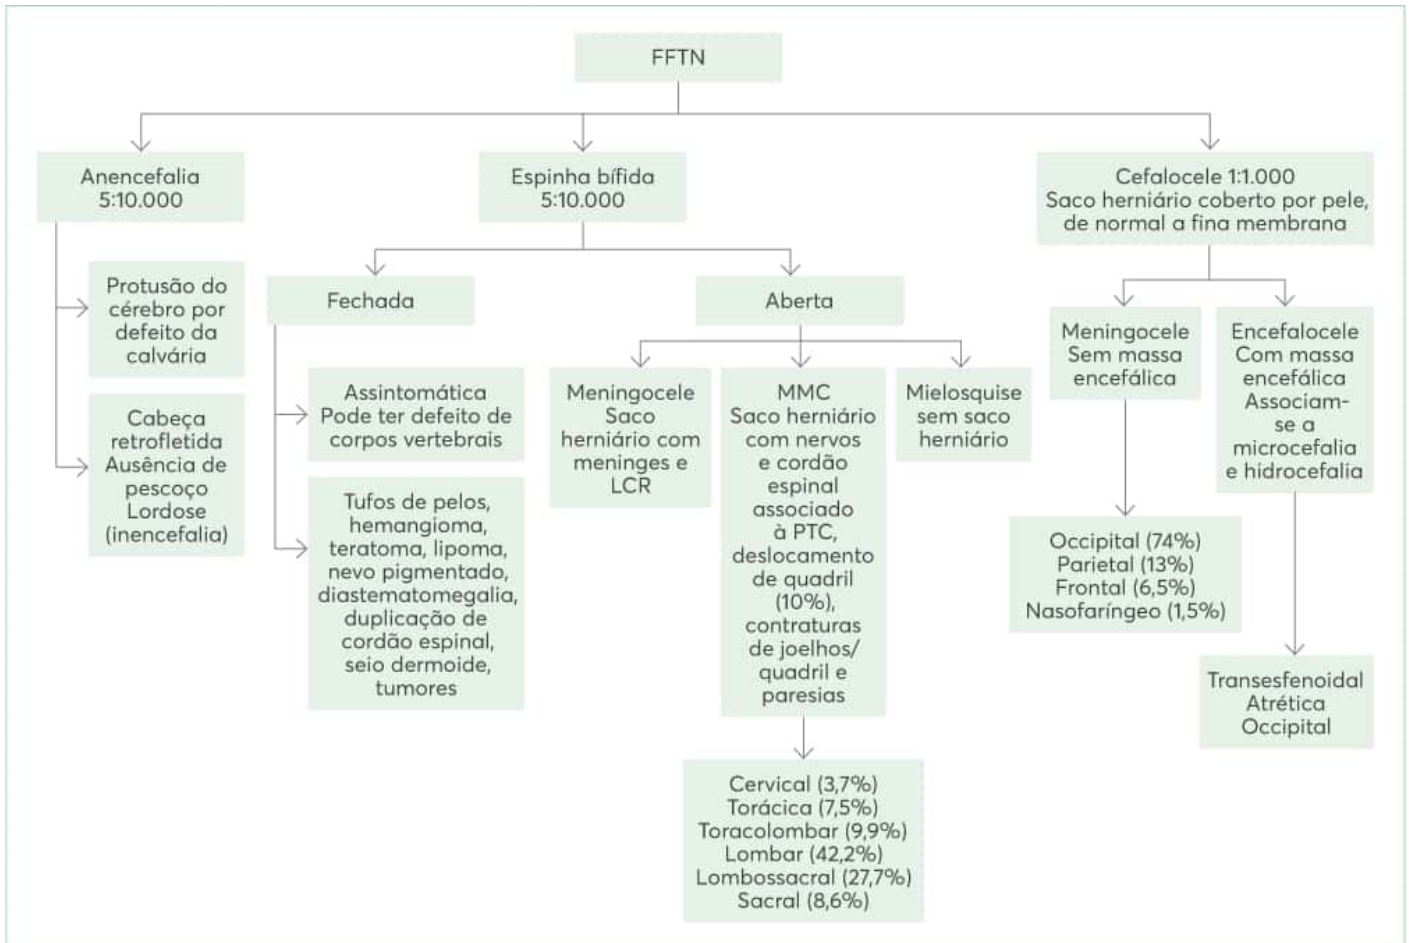 FFTN
Anencefalia
5:10.000
Protusão do
cérebro por
defeito da
calvária
Cabeça
retrofletida
Ausência de
pescoço
Lordose
(inencefalia)
Espinha bífida
5:10.000
Fechada
Assintomática
Pode ter defeito de
corpos vertebrais
Tufos de pelos,
hemangioma,
teratoma, lipoma,
nevo pigmentado,
diastematomegalia,
duplicação de
cordão espinal,
seio dermoide,
tumores
Aberta
Meningocele
Saco
herniário com
meninges e
LCR
MMC
Saco herniário
com nervos
e cordão
espinal
associado
à PTC,
deslocamento
de quadril
(10%),
contraturas
de joelhos/
quadril e
paresias
Cervical (3,7%)
Torácica (7,5%)
Toracolombar (9,9%)
Lombar (42,2%)
Lombossacral (27,7%)
Sacral (8,6%)
Mielosquise
sem saco
herniário
Cefalocele 1:1.000
Saco herniário coberto por pele,
de normal a fina membrana
Meningocele
Sem massa
encefálica
Occipital (74%)
Parietal (13%)
Frontal (6,5%)
Nasofaríngeo (1,5%)
Encefalocele
Com massa
encefálica
Associam-
se a
microcefalia
e hidrocefalia
Transesfenoidal
Atrética
Occipital